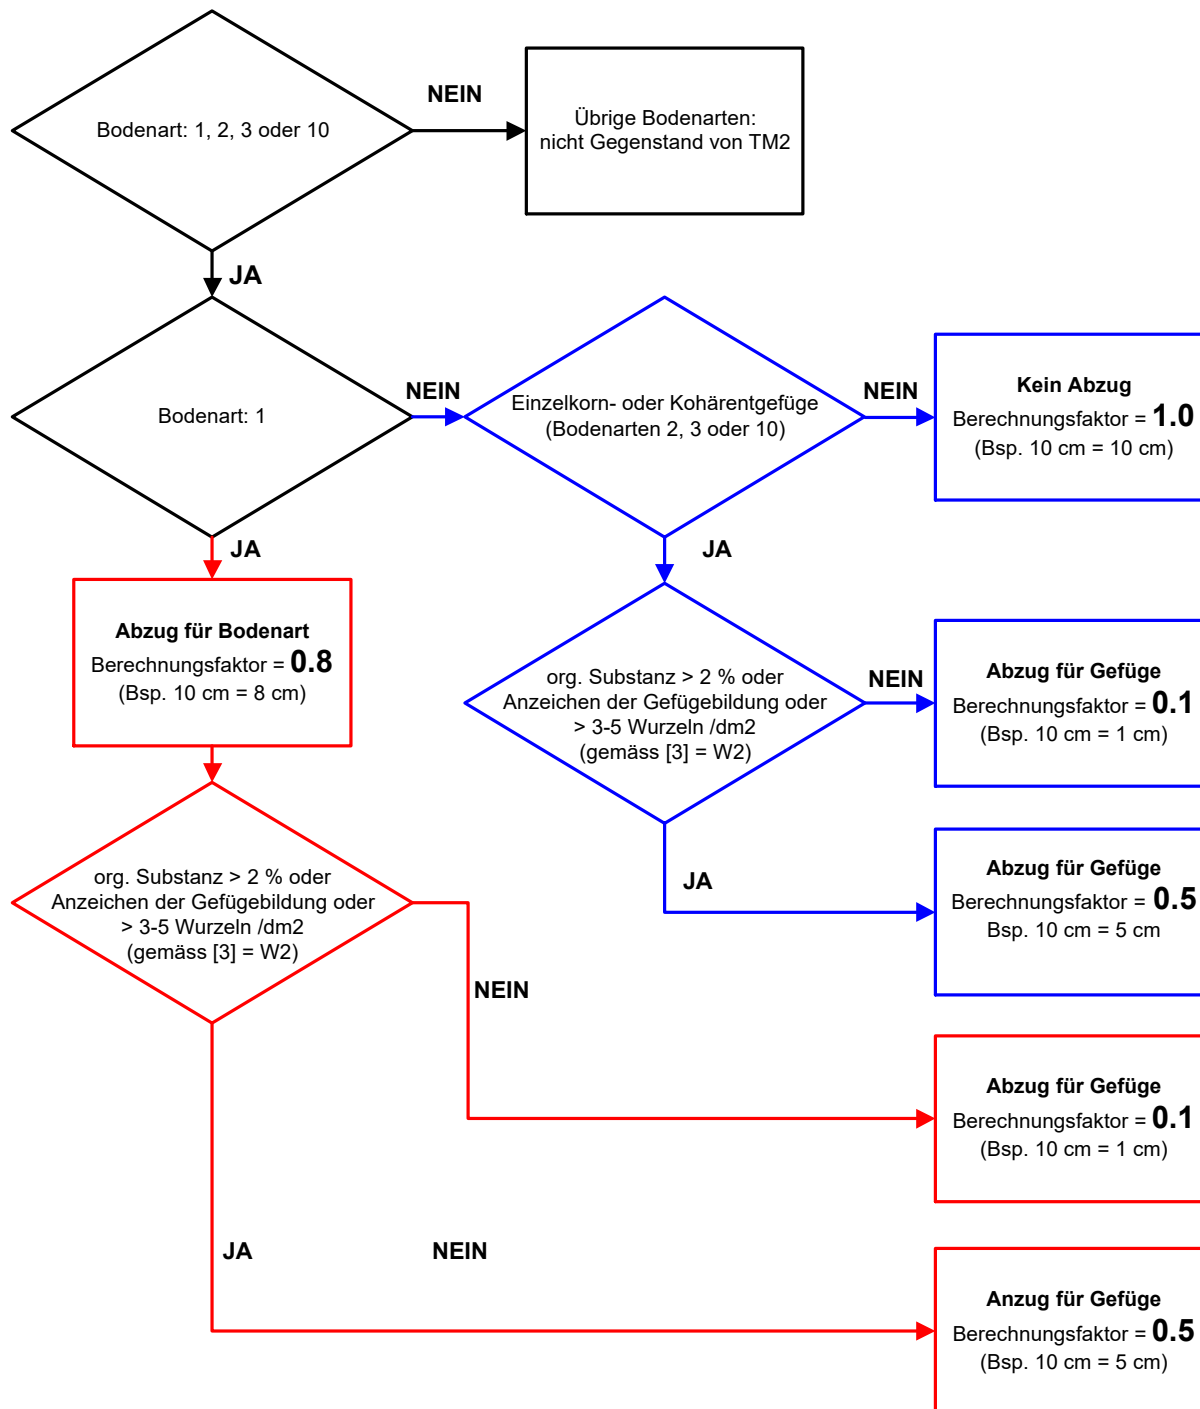 NEIN
Bodenart: 1, 2, 3 oder 10
Übrige Bodenarten:
nicht Gegenstand von TM2
JA
Bodenart: 1
NEIN
Einzelkorn- oder Kohärentgefüge
(Bodenarten 2, 3 oder 10)
NEIN
Kein Abzug
Berechnungsfaktor = 1.0
(Bsp. 10 cm = 10 cm)
JA
JA
Abzug für Bodenart
Berechnungsfaktor = 0.8
(Bsp. 10 cm = 8 cm)
org. Substanz > 2 % oder
Anzeichen der Gefügebildung oder
> 3-5 Wurzeln /dm2
(gemäss [3] = W2)
NEIN
Abzug für Gefüge
Berechnungsfaktor = 0.1
(Bsp. 10 cm = 1 cm)
JA
Abzug für Gefüge
Berechnungsfaktor = 0.5
Bsp. 10 cm = 5 cm
org. Substanz > 2 % oder
Anzeichen der Gefügebildung oder
> 3-5 Wurzeln /dm2
(gemäss [3] = W2)
NEIN
Abzug für Gefüge
Berechnungsfaktor = 0.1
(Bsp. 10 cm = 1 cm)
JA
NEIN
Anzug für Gefüge
Berechnungsfaktor = 0.5
(Bsp. 10 cm = 5 cm)